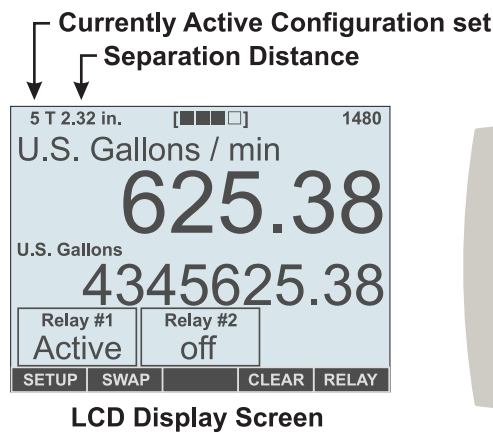 Currently Active Configuration set
Separation Distance
5 T 2.32 in. [■■■□] 1480
U.S. Gallons / min
625.38
U.S. Gallons
4345625.38
Relay #1 Relay #2
Active off
SETUP SWAP CLEAR RELAY
LCD Display Screen